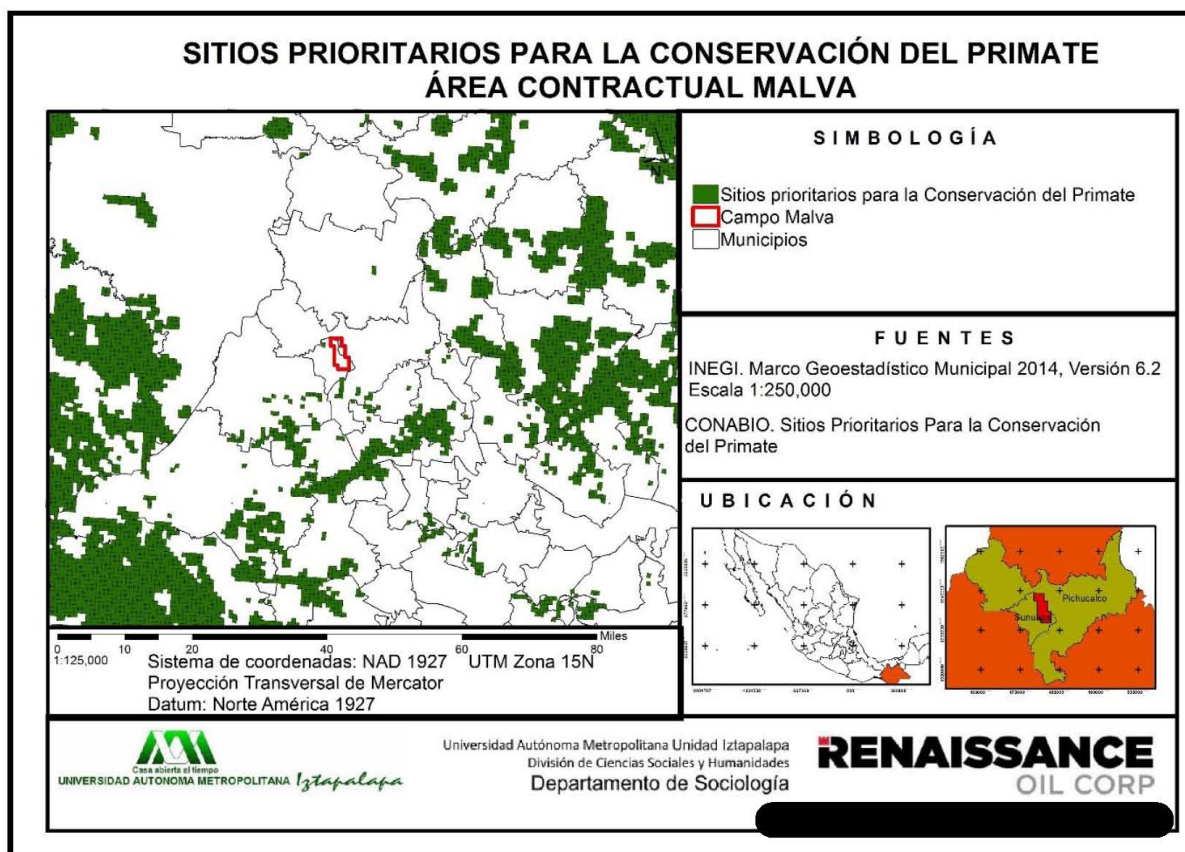 SITIOS PRIORITARIOS PARA LA CONSERVACIÓN DEL PRIMATE
ÁREA CONTRACTUAL MALVA
SIMBOLOGÍA
Sitios prioritarios para la Conservación del Primate
Campo Malva
Municipios
FUENTES
INEGI. Marco Geoestadístico Municipal 2014, Versión 6.2
Escala 1:250,000
CONABIO. Sitios Prioritarios Para la Conservación
del Primate
UBICACIÓN
Pichucalco
0 10 20 40 60 80 Miles
1:125,000
Sistema de coordenadas: NAD 1927 UTM Zona 15N
Proyección Transversal de Mercator
Datum: Norte América 1927
Casa abierta al tiempo
UNIVERSIDAD AUTONOMA METROPOLITANA Iztapalapa
Universidad Autónoma Metropolitana Unidad Iztapalapa
División de Ciencias Sociales y Humanidades
Departamento de Sociología
RENAISSANCE
OIL CORP